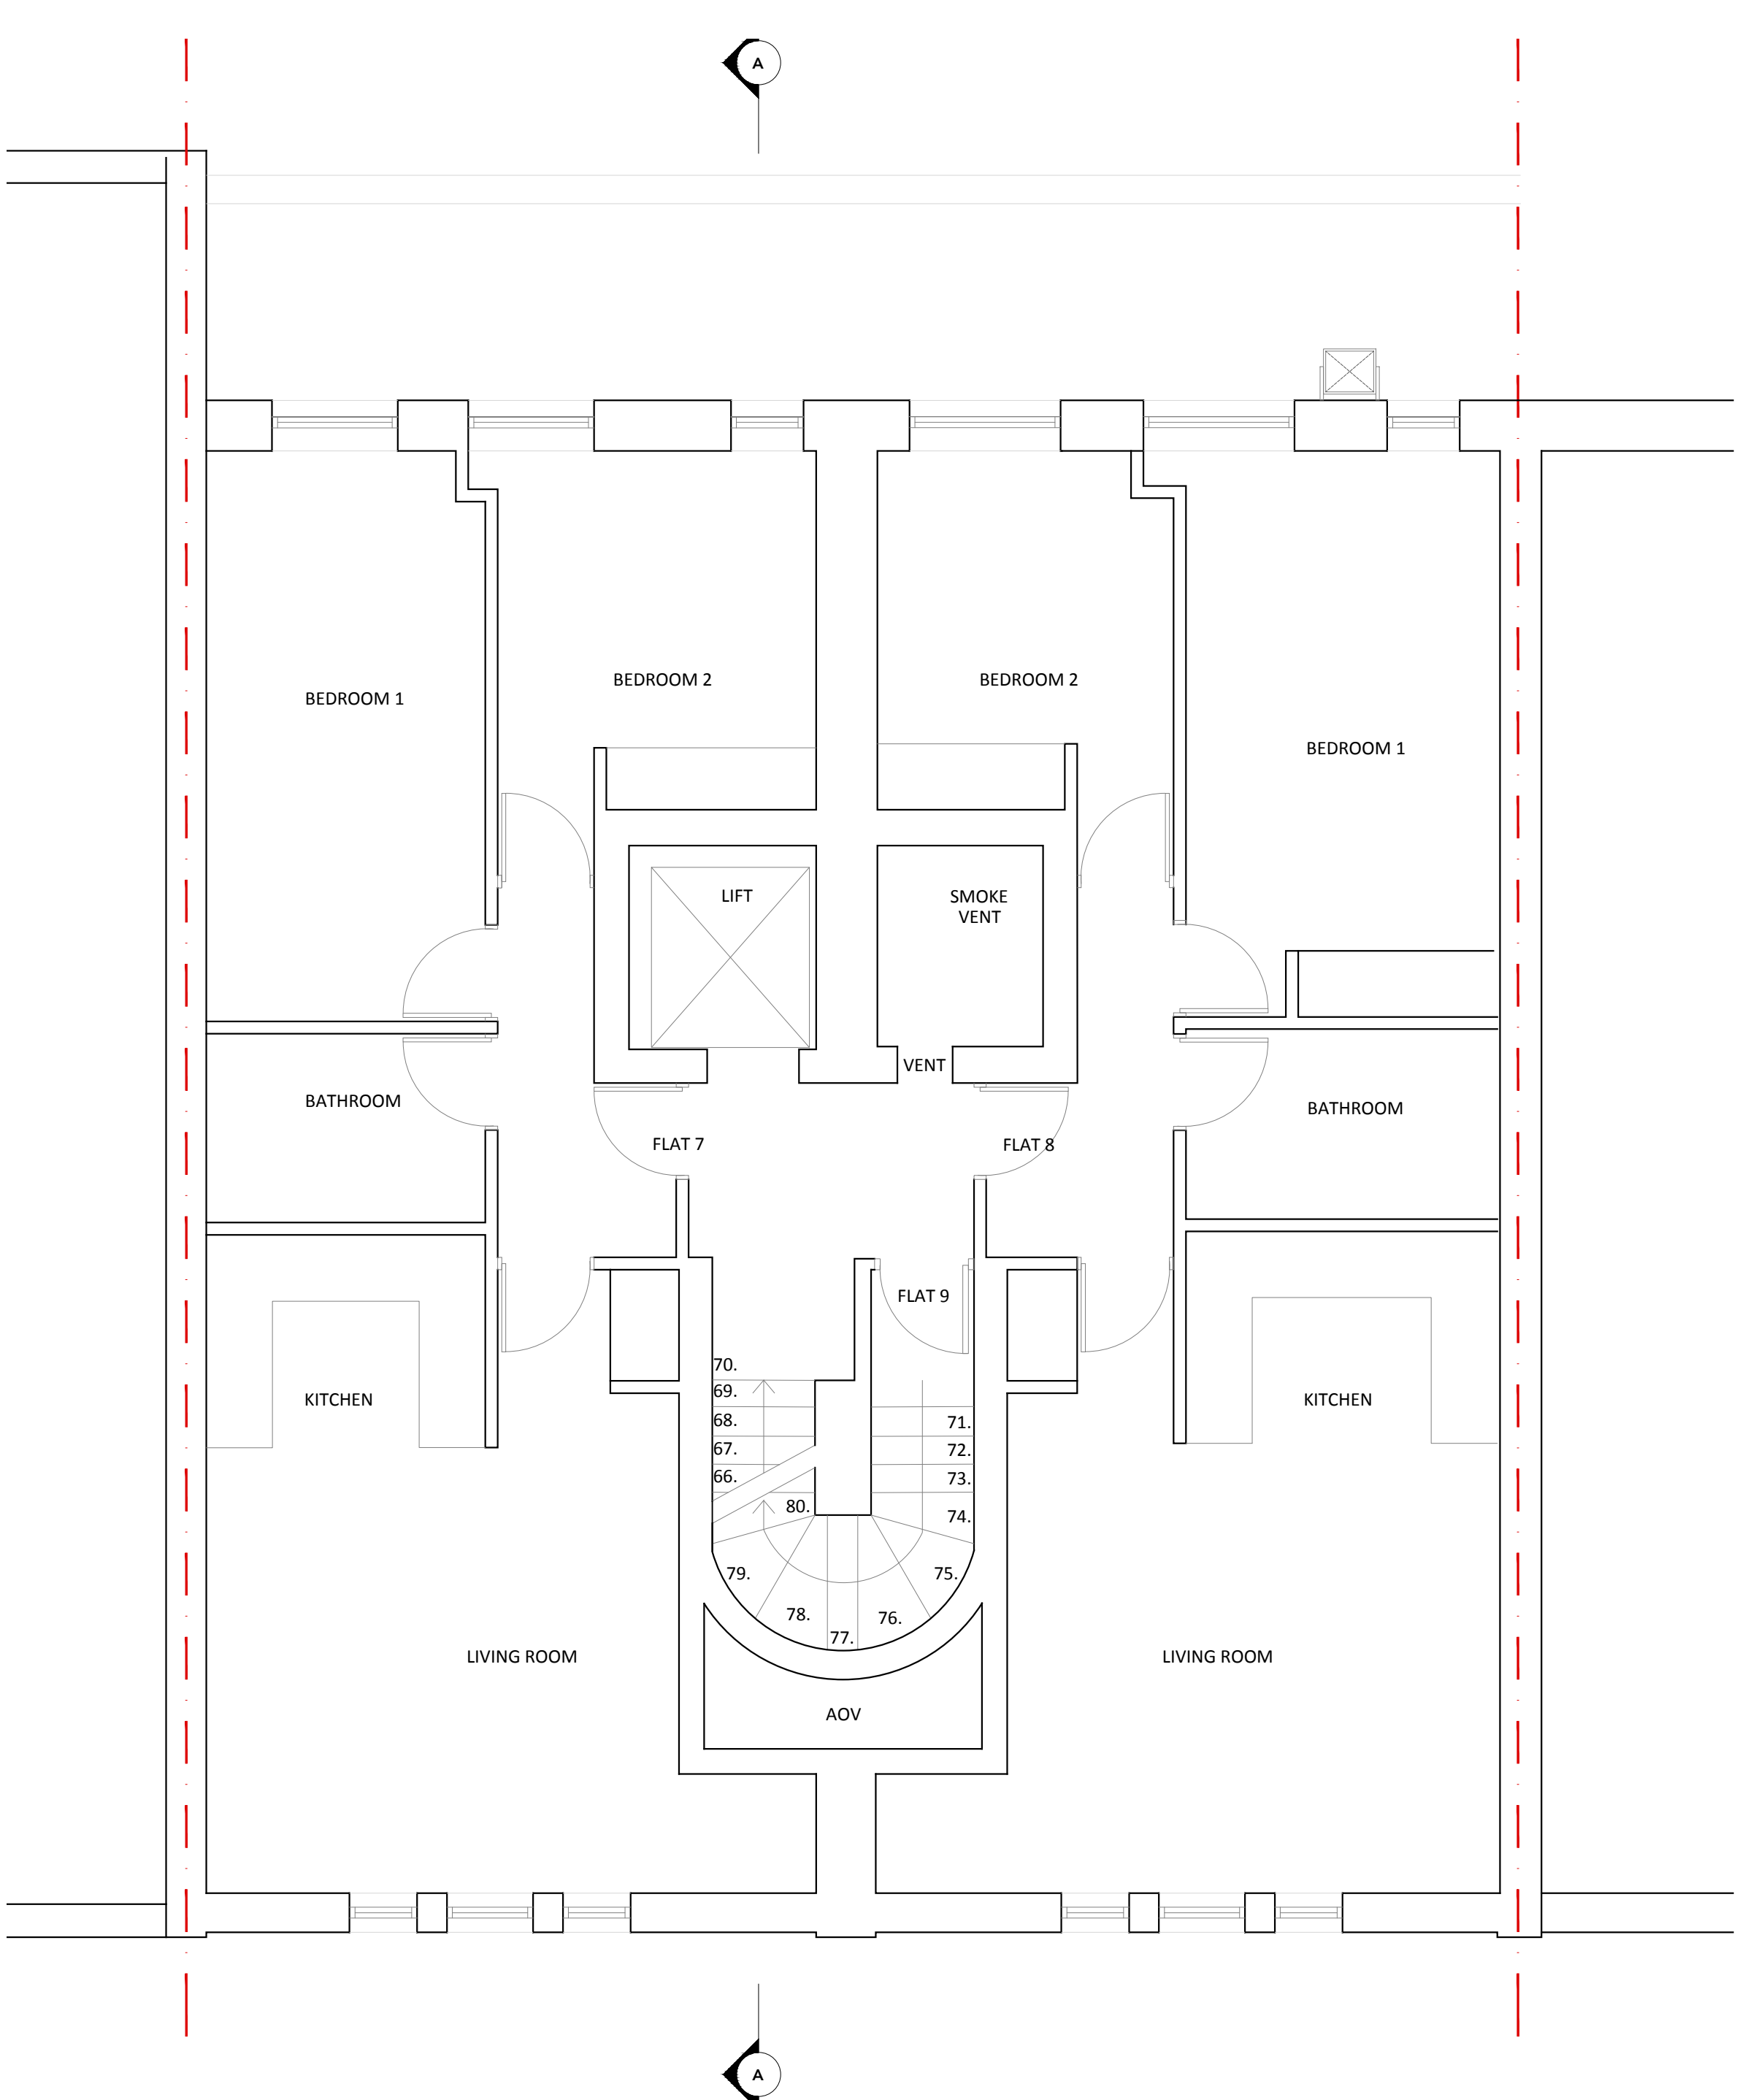 A
BEDROOM 2
BEDROOM 2
BEDROOM 1
BEDROOM 1
LIFT
SMOKE
VENT
VENT
BATHROOM
BATHROOM
FLAT 7
FLAT 8
FLAT 9
70.
69.
68.
67.
66.
80.
79.
78.
77.
76.
75.
74.
73.
72.
71.
KITCHEN
KITCHEN
LIVING ROOM
LIVING ROOM
AOV
A